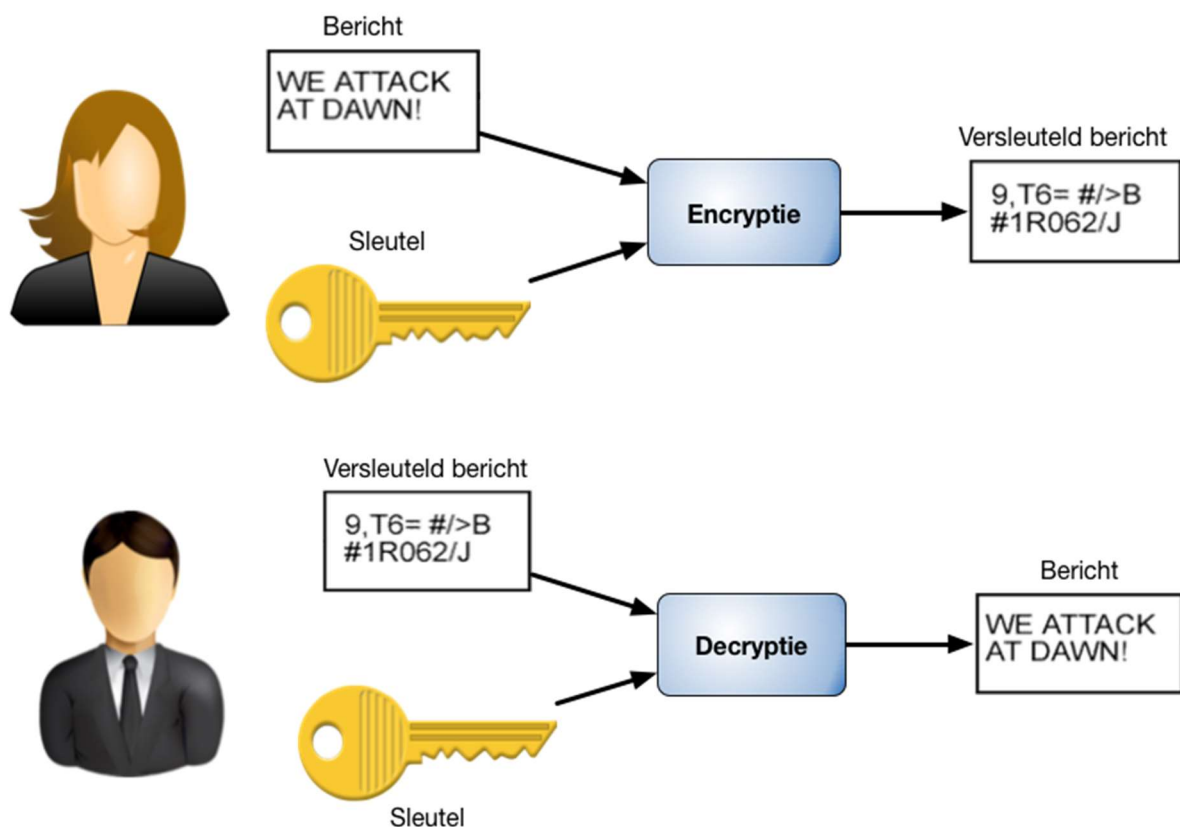 Bericht
WE ATTACK
AT DAWN!
Sleutel
Encryptie
Versleuteld bericht
9,T6= #/>B
#1R062/J
Versleuteld bericht
9,T6= #/>B
#1R062/J
Sleutel
Decryptie
Bericht
WE ATTACK
AT DAWN!